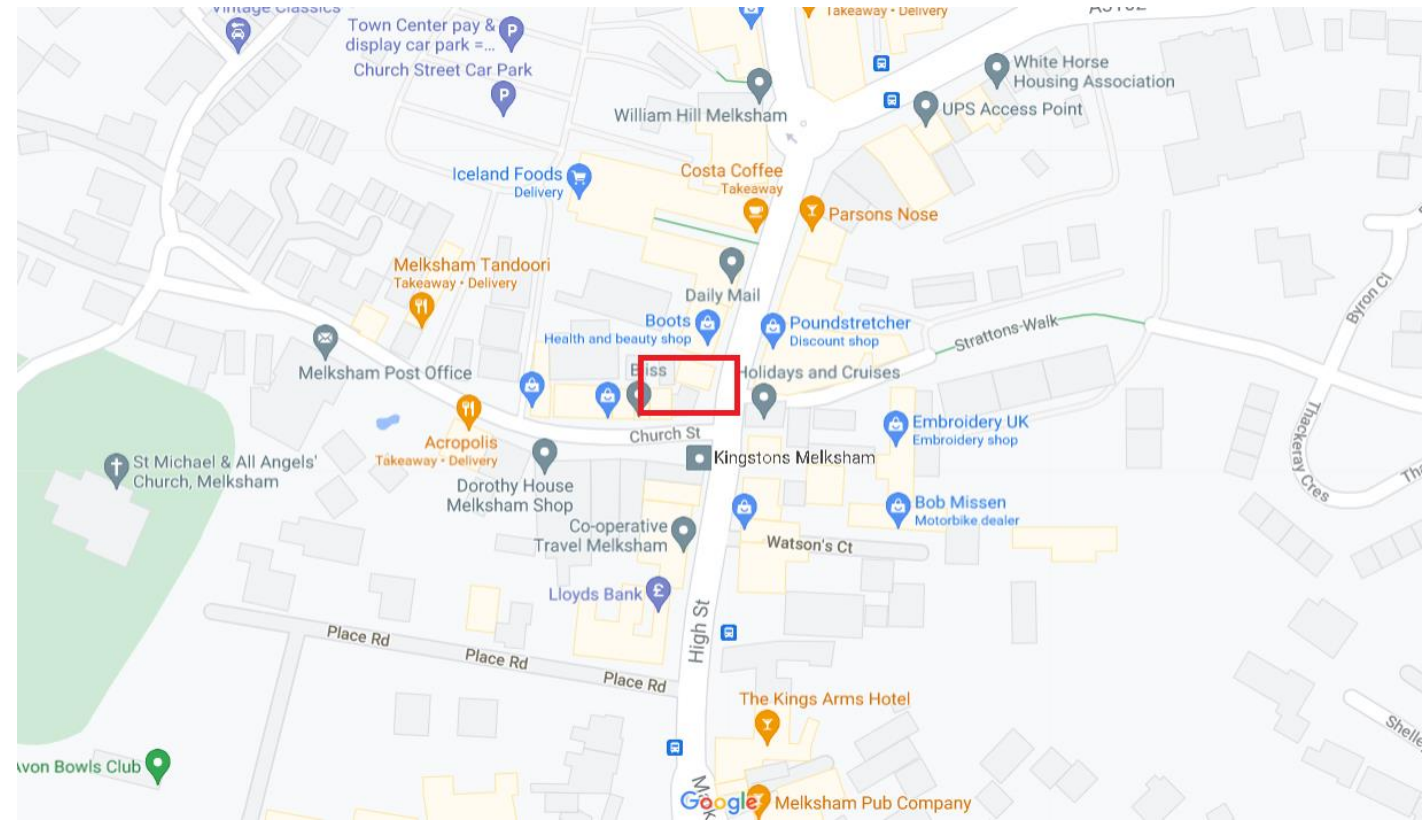 Vintage Classics
Town Center pay &
display car park =...
Church Street Car Park
Takeaway • Delivery
A3102
White Horse
Housing Association
UPS Access Point
William Hill Melksham
Iceland Foods
Delivery
Costa Coffee
Takeaway
Parsons Nose
Melksham Tandoori
Takeaway • Delivery
Daily Mail
Boots
Health and beauty shop
Poundstretcher
Discount shop
Strattons-Walk
Byron Cl
Melksham Post Office
Holidays and Cruises
Church St
Embroidery UK
Embroidery shop
Thackeray Cres
Acropolis
Takeaway • Delivery
Kingstons Melksham
St Michael & All Angels'
Church, Melksham
Dorothy House
Melksham Shop
Bob Missen
Motorbike dealer
Co-operative
Travel Melksham
Watson's Ct
Lloyds Bank
High St
Place Rd
Place Rd
Place Rd
The Kings Arms Hotel
Avon Bowls Club
Google
Melksham Pub Company